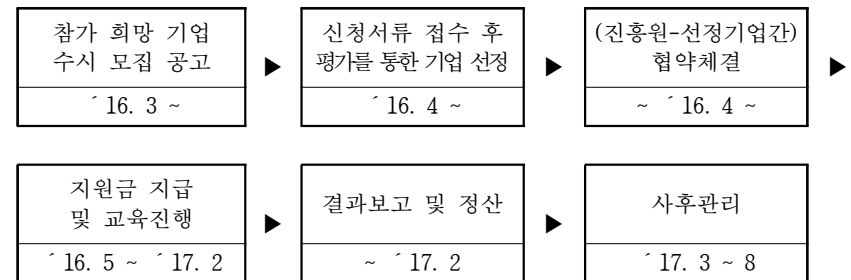 참가 희망 기업
수시 모집 공고
´16. 3 ~
▶
신청서류 접수 후
평가를 통한 기업 선정
´16. 4 ~
▶
(진흥원-선정기업간)
협약체결
~ ´16. 4 ~
▶
지원금 지급
및 교육진행
´16. 5 ~ ´17. 2
▶
결과보고 및 정산
~ ´17. 2
▶
사후관리
´17. 3 ~ 8